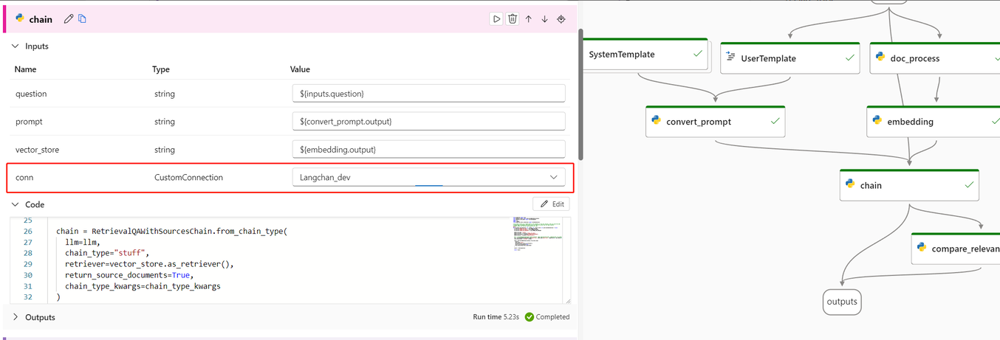 chain
Inputs
Name Type Value
question string ${inputs.question}
prompt string ${convert_prompt.output}
vector_store string ${embedding.output}
conn CustomConnection Langchan_dev
Code Edit
25
26 chain = RetrievalQAWithSourcesChain.from_chain_type(
27 llm=llm,
28 chain_type="stuff",
29 retriever=vector_store.as_retriever(),
30 return_source_documents=True,
31 chain_type_kwargs=chain_type_kwargs
32 )
Outputs Run time 5.23s Completed
SystemTemplate
UserTemplate
doc_process
convert_prompt
embedding
chain
compare_relevan
outputs